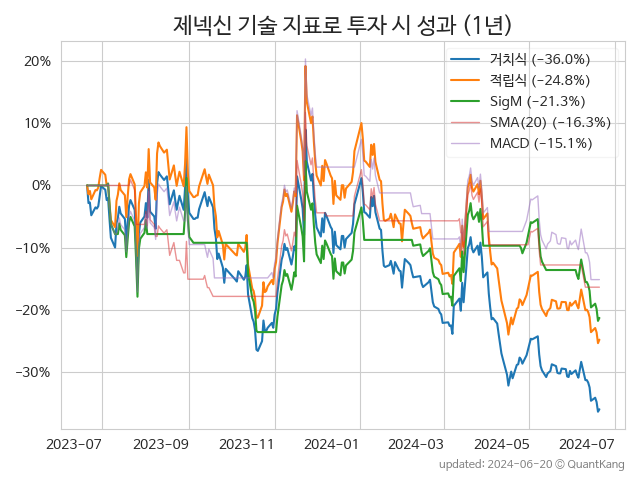 제넥신 기술 지표로 투자 시 성과 (1년)
거치식 (−36.0%)
적립식 (−24.8%)
SigM (−21.3%)
SMA(20) (−16.3%)
MACD (−15.1%)
20%
10%
0%
−10%
−20%
−30%
2023-07 2023-09 2023-11 2024-01 2024-03 2024-05 2024-07
updated: 2024-06-20 © QuantKang